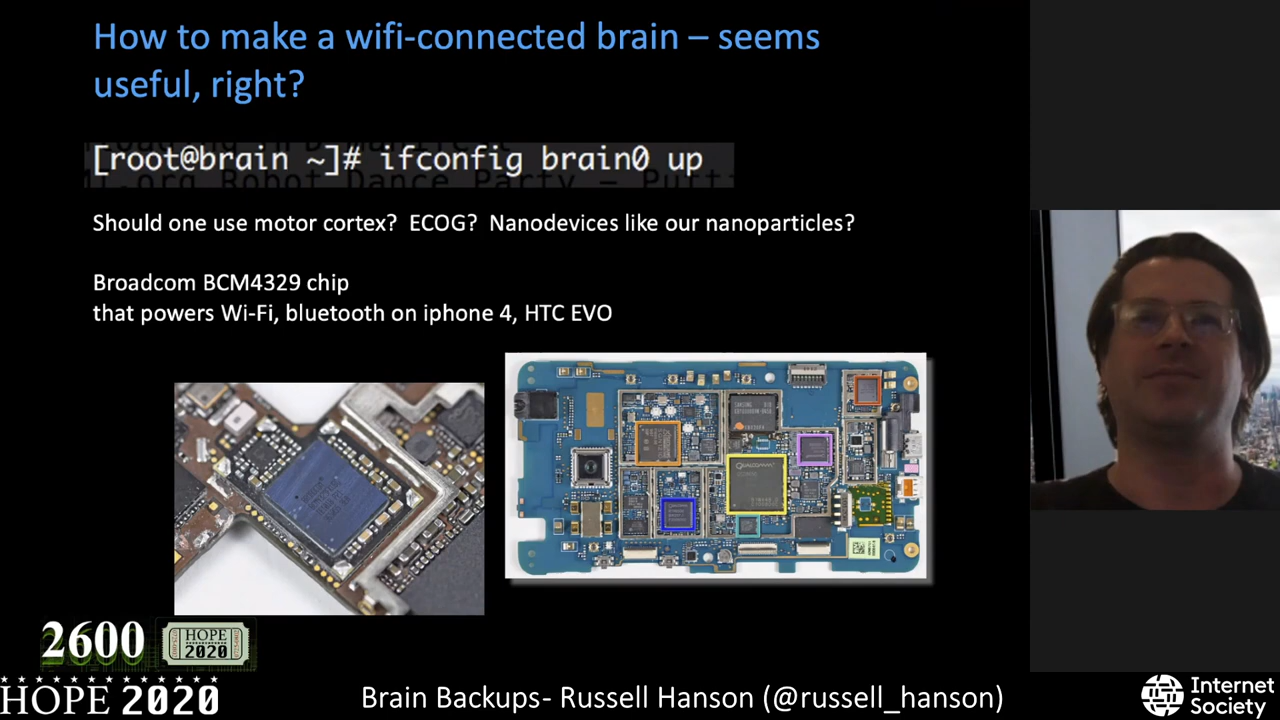 How to make a wifi-connected brain – seems
useful, right?
[root@brain ~]# ifconfig brain0 up
Should one use motor cortex?  ECOG?  Nanodevices like our nanoparticles?
Broadcom BCM4329 chip
that powers Wi-Fi, bluetooth on iphone 4, HTC EVO
SAMSUNG
QUALCOMM
2600
HOPE
2020
HOPE 2020
Brain Backups- Russell Hanson (@russell_hanson)
Internet
Society